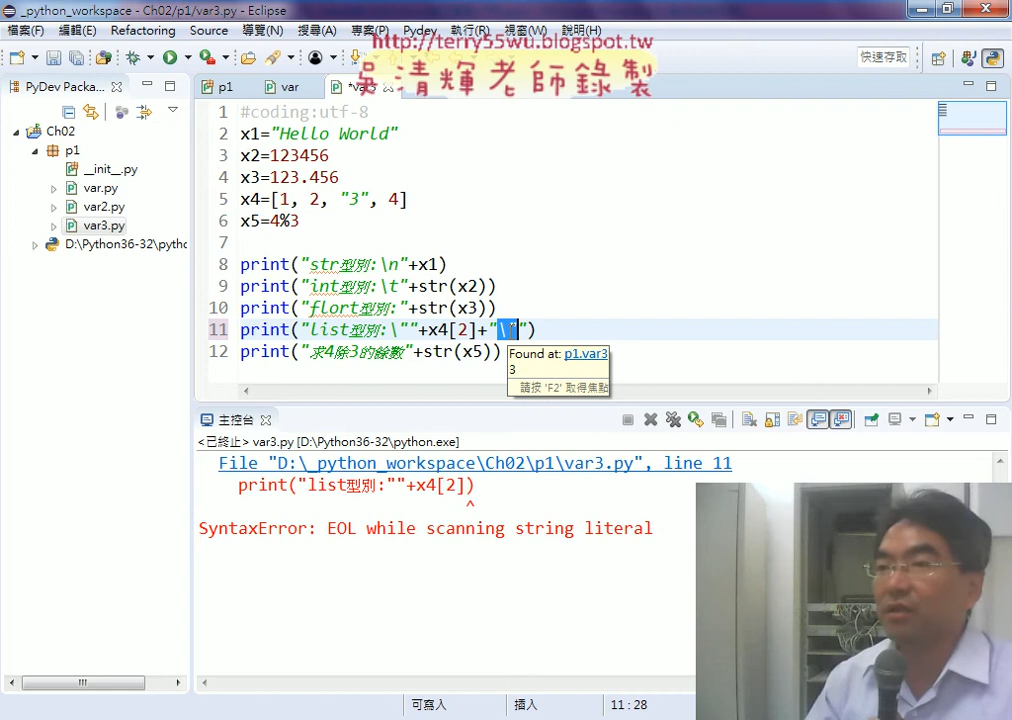 _python_workspace - Ch02/p1/var3.py - Eclipse
檔案(F) 編輯(E) Refactoring Source 導覽(N) 搜尋(A) 專案(P) Pydev 執行(R) 視窗(W) 說明(H)
http://terry55wu.blogspot.tw
快速存取
吳清輝老師錄製
PyDev Packa...
p1
var
*var3
Ch02
p1
__init__.py
var.py
var2.py
var3.py
D:\Python36-32\pytho
1 #coding:utf-8
2 x1="Hello World"
3 x2=123456
4 x3=123.456
5 x4=[1, 2, "3", 4]
6 x5=4%3
7
8 print("str型別:\n"+x1)
9 print("int型別:\t"+str(x2))
10 print("flort型別:"+str(x3))
11 print("list型別:\""+x4[2]+"\"")
12 print("求4除3的餘數"+str(x5))
Found at: p1.var3
3
請按 'F2' 取得焦點
主控台
<已終止> var3.py [D:\Python36-32\python.exe]
File "D:\_python_workspace\Ch02\p1\var3.py", line 11
print("list型別:""+x4[2])
^
SyntaxError: EOL while scanning string literal
可寫入
插入
11 : 28